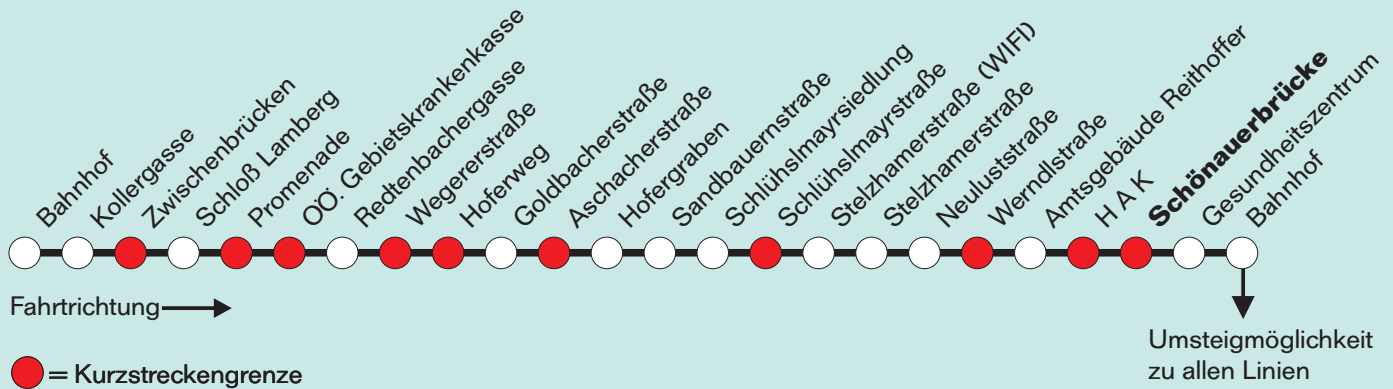 Bahnhof
Kollergasse
Zwischenbrücken
Schloß Lamberg
Promenade
OÖ. Gebietskrankenkasse
Redtenbachergasse
Wegererstraße
Hoferweg
Goldbacherstraße
Aschacherstraße
Hofergraben
Sandbauernstraße
Schlühslmayrsiedlung
Schlühslmayrstraße
Stelzhamerstraße (WIFI)
Stelzhamerstraße
Neuluststraße
Werndlstraße
Amtsgebäude Reithoffer
H A K
Schönauerbrücke
Gesundheitszentrum
Bahnhof
Fahrtrichtung
Umsteigmöglichkeit
zu allen Linien
= Kurzstreckengrenze